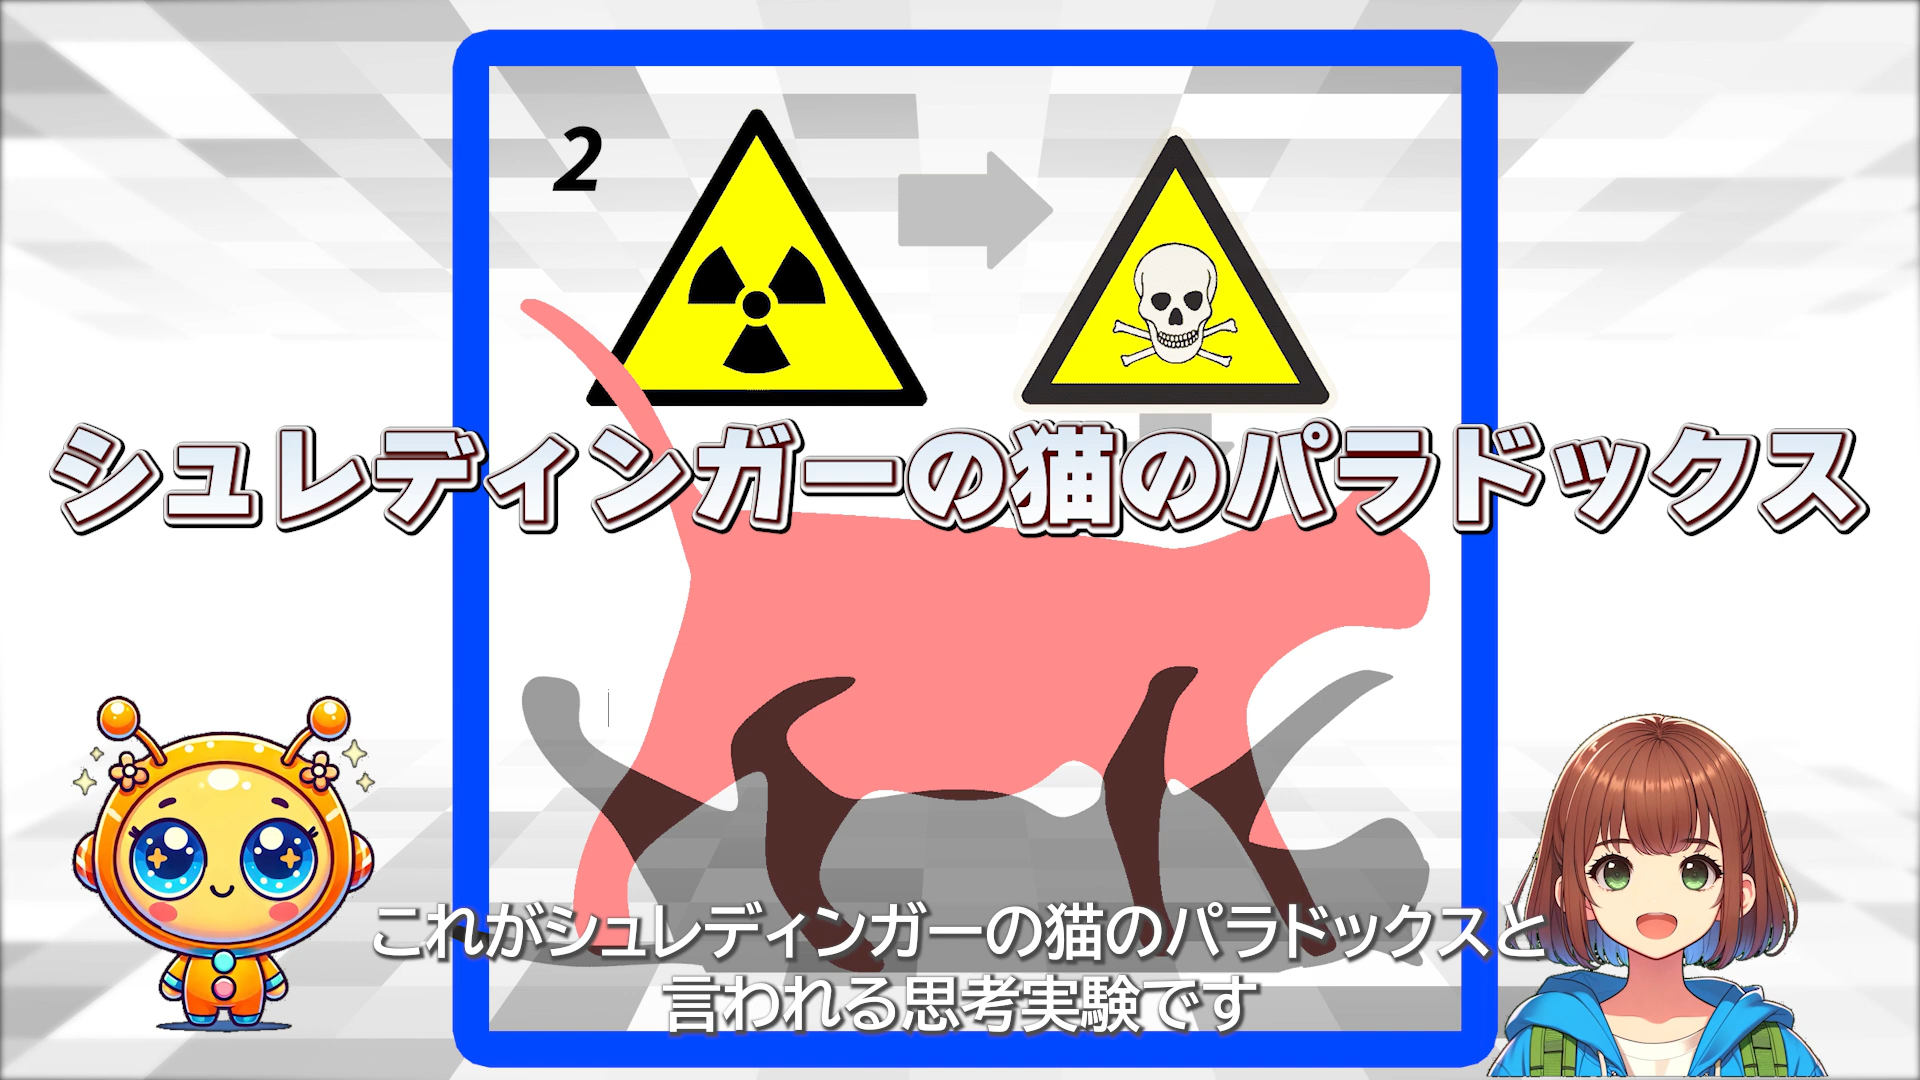 2
シュレディンガーの猫のパラドックス
これがシュレディンガーの猫のパラドックスと
言われる思考実験です